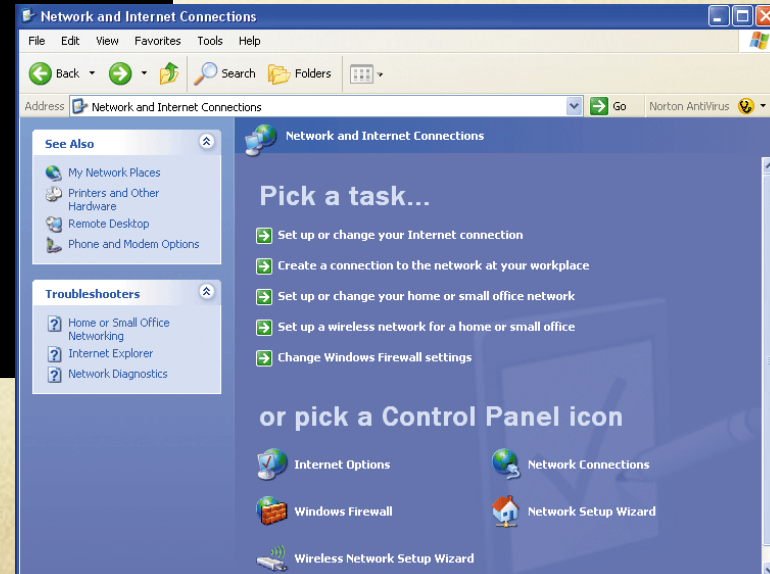 Network and Internet Connections
File Edit View Favorites Tools Help
Back Search Folders
Address Network and Internet Connections Go Norton AntiVirus
See Also
My Network Places
Printers and Other
Hardware
Remote Desktop
Phone and Modem Options
Troubleshooters
Home or Small Office
Networking
Internet Explorer
Network Diagnostics
Network and Internet Connections
Pick a task...
Set up or change your Internet connection
Create a connection to the network at your workplace
Set up or change your home or small office network
Set up a wireless network for a home or small office
Change Windows Firewall settings
or pick a Control Panel icon
Internet Options Network Connections
Windows Firewall Network Setup Wizard
Wireless Network Setup Wizard